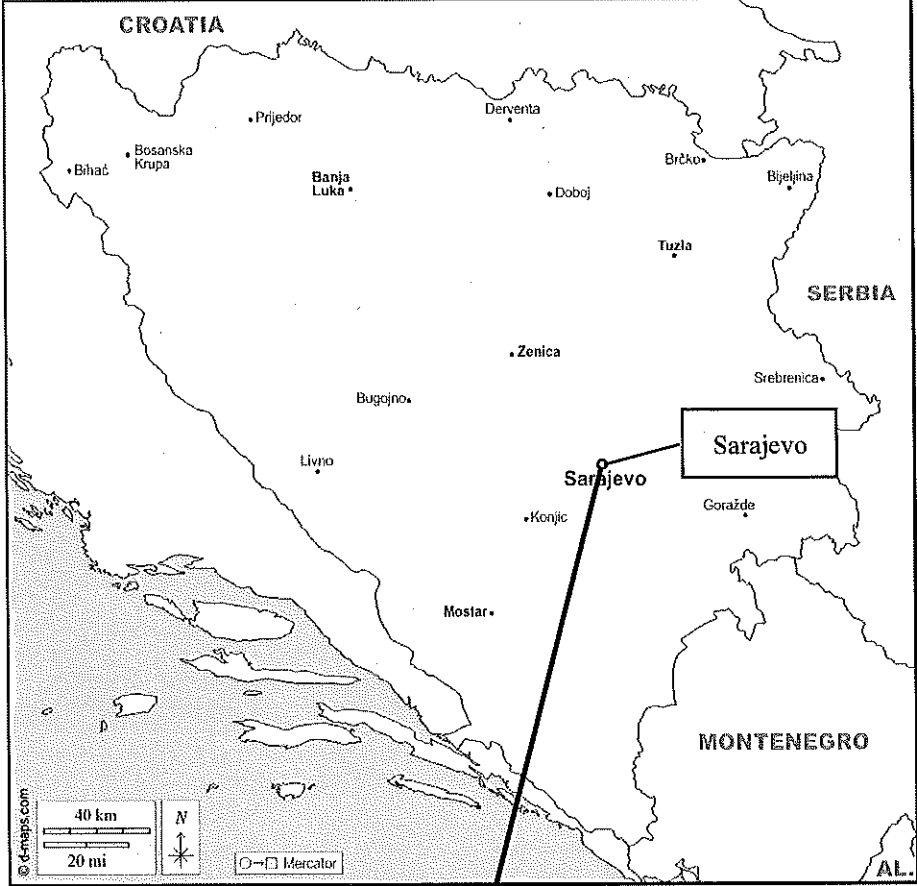 CROATIA
Prijedor
Derventa
Bosanska
Krupa
Bihać
Brčko
Banja
Luka
Doboj
Bijeljina
Tuzla
SERBIA
Zenica
Srebrenica
Bugojno
Sarajevo
Livno
Sarajevo
Konjic
Goražde
Mostar
MONTENEGRO
© d-maps.com
40 km
20 mi
N
Mercator
AL.